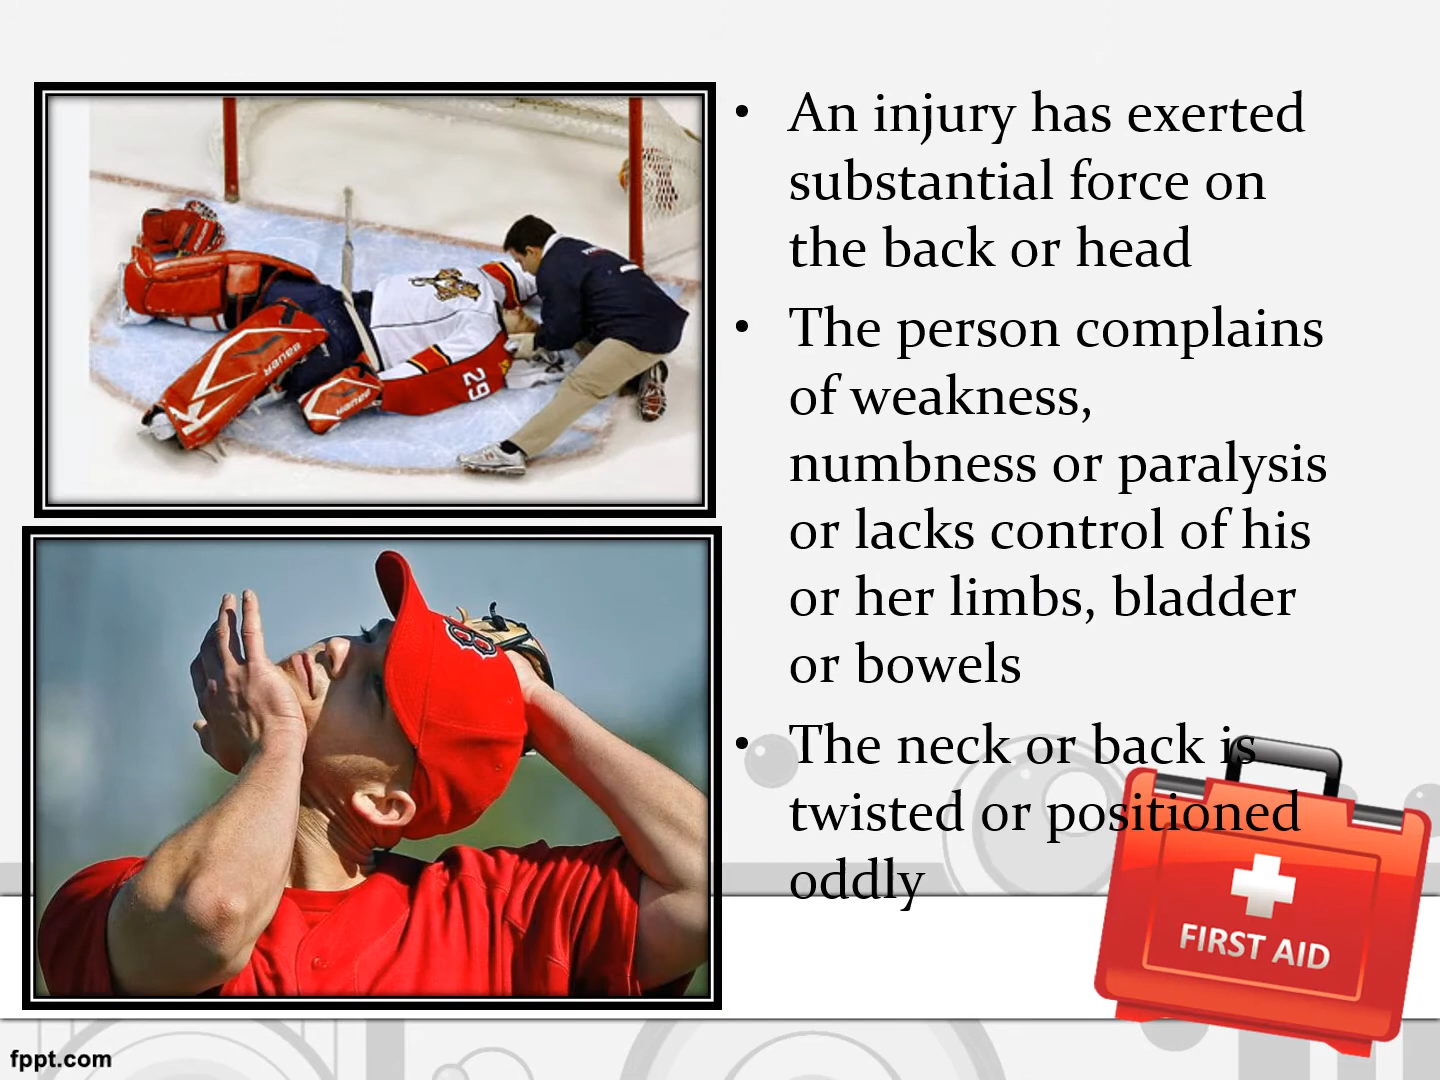 • An injury has exerted
substantial force on
the back or head
• The person complains
of weakness,
numbness or paralysis
or lacks control of his
or her limbs, bladder
or bowels
• The neck or back is
twisted or positioned
oddly
29
BAUER
B
FIRST AID
fppt.com